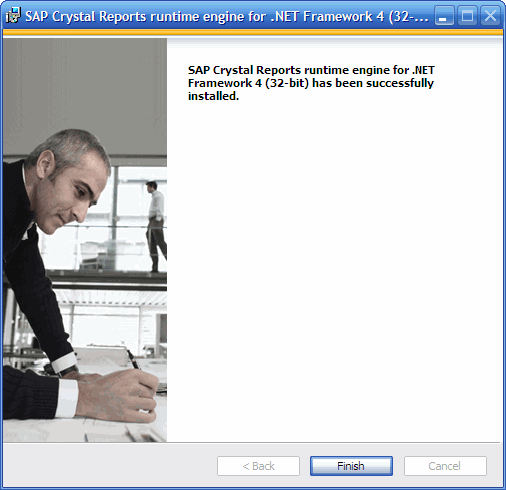 SAP Crystal Reports runtime engine for .NET Framework 4 (32-...
SAP Crystal Reports runtime engine for .NET
Framework 4 (32-bit) has been successfully
installed.
< Back
Finish
Cancel